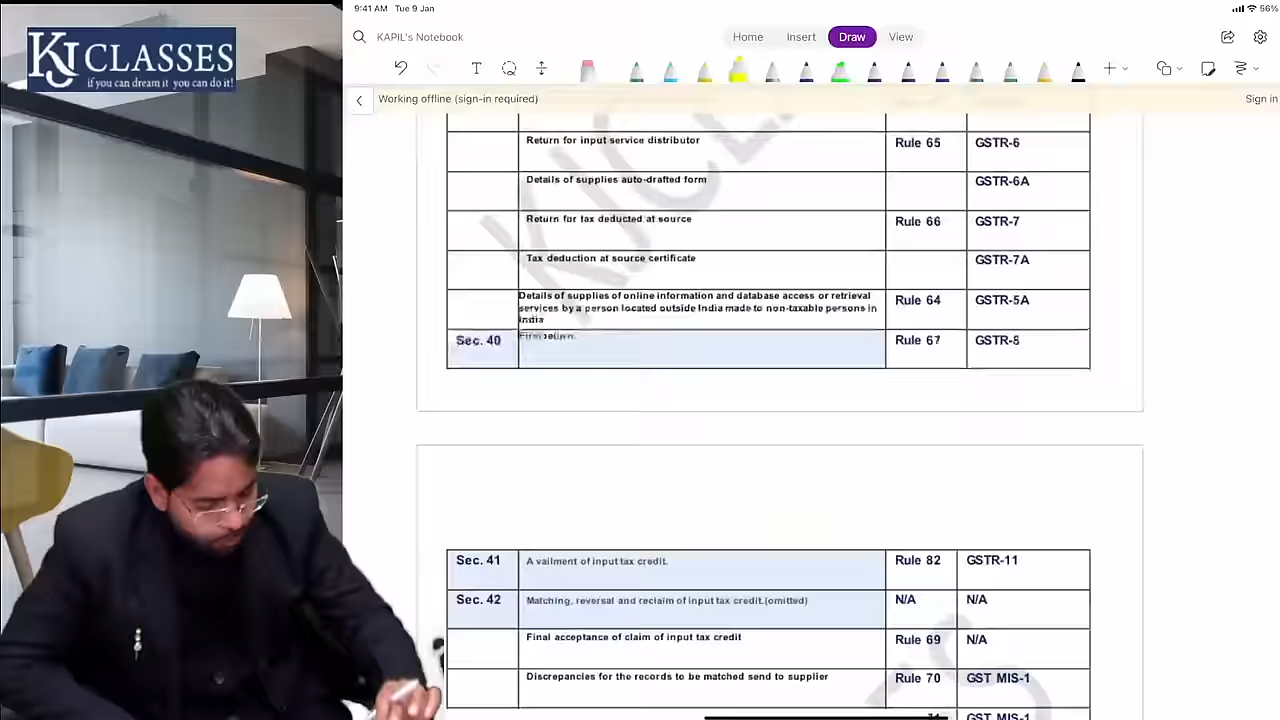 KJ CLASSES
if you can dream it you can do it!
9:41 AM Tue 9 Jan
56%
KAPIL's Notebook
Home Insert Draw View
Working offline (sign-in required)
Sign in
Return for input service distributor Rule 65 GSTR-6
Details of supplies auto-drafted form GSTR-6A
Return for tax deducted at source Rule 66 GSTR-7
Tax deduction at source certificate GSTR-7A
Details of supplies of online information and database access or retrieval
services by a person located outside India made to non-taxable persons in
India
Rule 64 GSTR-5A
Sec. 40 Rule 67 GSTR-8
Sec. 41 A vailment of input tax credit. Rule 82 GSTR-11
Sec. 42 Matching, reversal and reclaim of input tax credit.(omitted) N/A N/A
Final acceptance of claim of input tax credit Rule 69 N/A
Discrepancies for the records to be matched send to supplier Rule 70 GST MIS-1
GST MIS-1